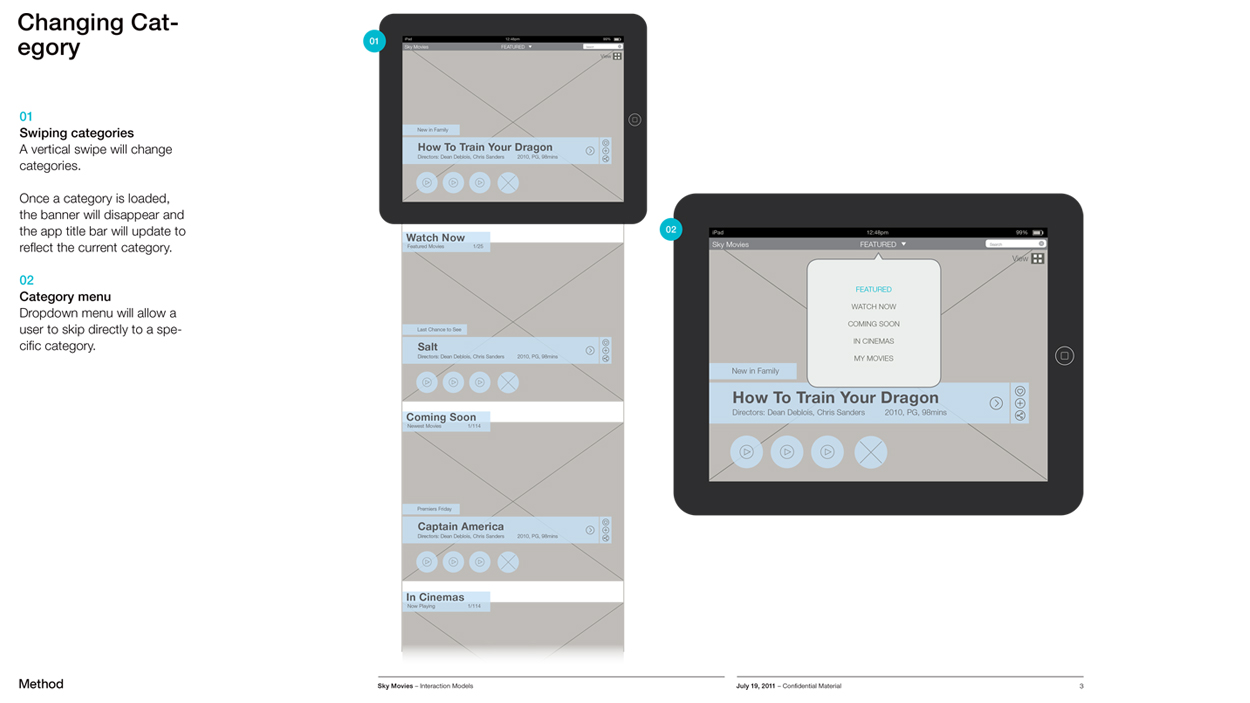 Changing Cat-
egory
01
Swiping categories
A vertical swipe will change
categories.
Once a category is loaded,
the banner will disappear and
the app title bar will update to
reflect the current category.
02
Category menu
Dropdown menu will allow a
user to skip directly to a spe-
cific category.
01
iPad 12:48pm 99%
Sky Movies FEATURED
View
New in Family
How To Train Your Dragon
Directors: Dean Deblois, Chris Sanders 2010, PG, 98mins
Watch Now
Featured Movies 1/25
Last Chance to See
Salt
Directors: Dean Deblois, Chris Sanders 2010, PG, 98mins
Coming Soon
Newest Movies 1/114
Premiere Friday
Captain America
Directors: Dean Deblois, Chris Sanders 2010, PG, 98mins
In Cinemas
Now Playing 1/114
02
iPad 12:48pm 99%
Sky Movies FEATURED Search
View
FEATURED
WATCH NOW
COMING SOON
IN CINEMAS
MY MOVIES
New in Family
How To Train Your Dragon
Directors: Dean Deblois, Chris Sanders 2010, PG, 98mins
Method
Sky Movies – Interaction Models
July 19, 2011 – Confidential Material
3